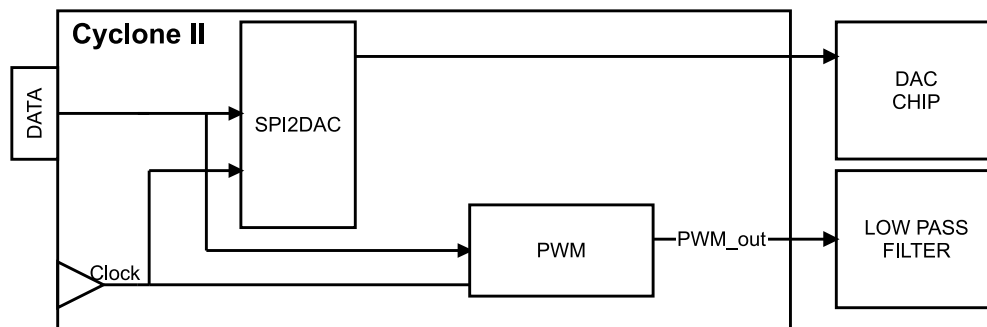 Cyclone II
DATA
SPI2DAC
DAC
CHIP
Clock
PWM
PWM_out
LOW PASS
FILTER